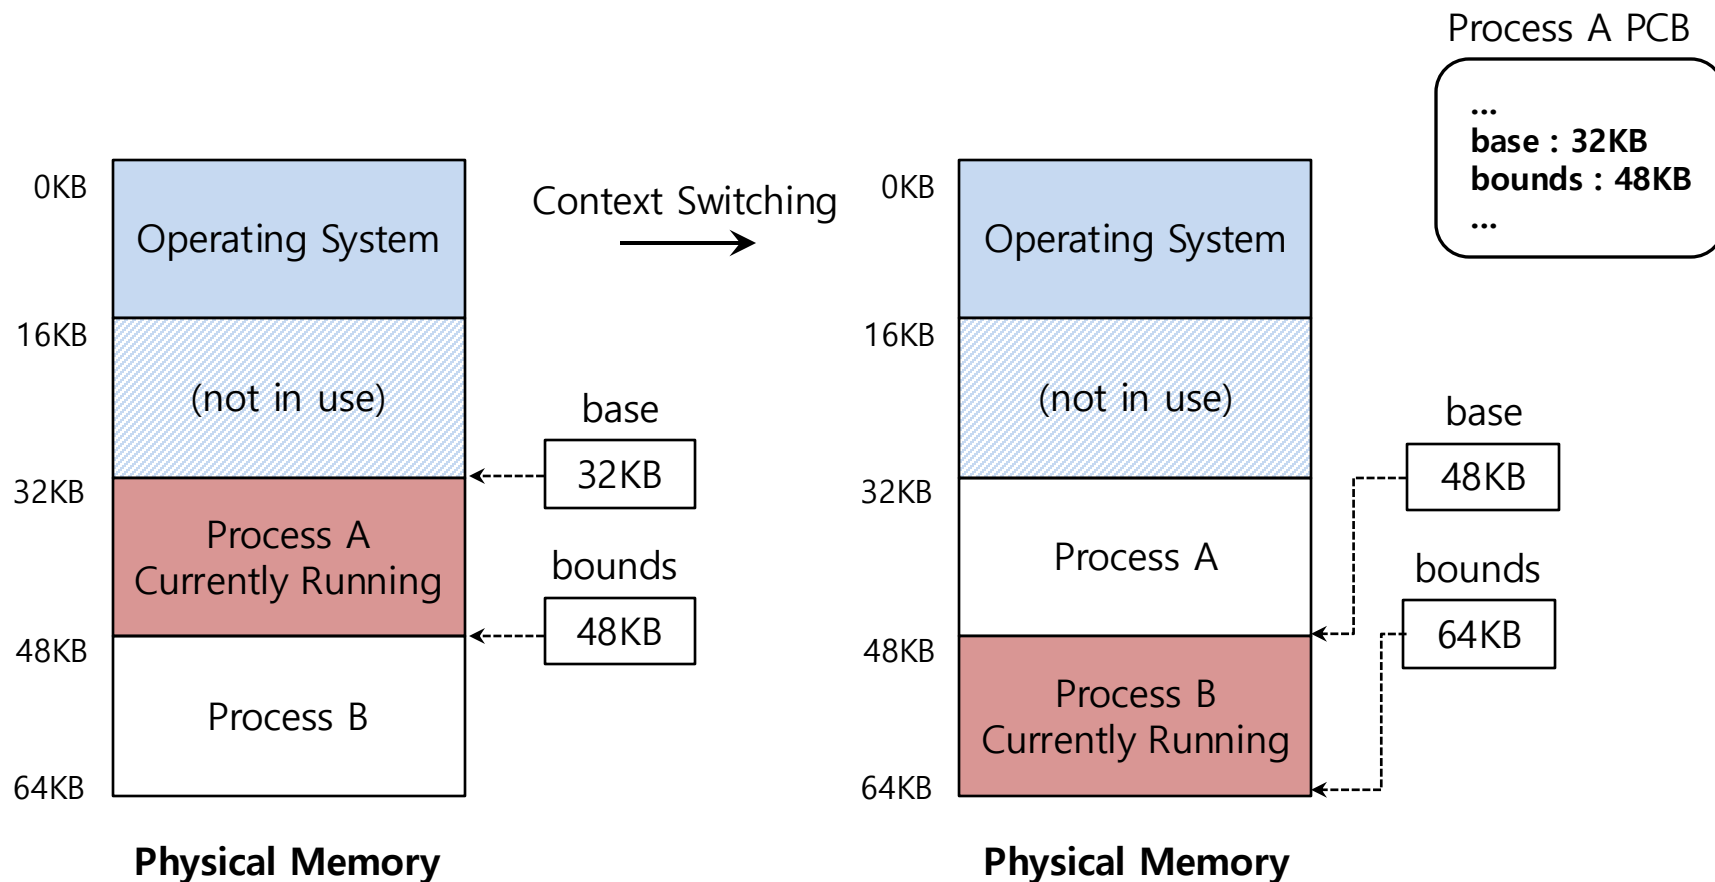 Process A PCB
...
base : 32KB
bounds : 48KB
...
0KB
Operating System
16KB
(not in use)
base
32KB
32KB
Process A
Currently Running
bounds
48KB
48KB
Process B
64KB
Physical Memory
Context Switching
0KB
Operating System
16KB
(not in use)
base
48KB
32KB
Process A
bounds
64KB
48KB
Process B
Currently Running
64KB
Physical Memory